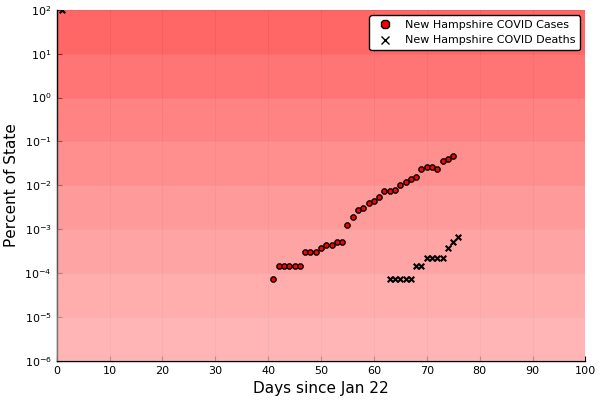 New Hampshire COVID Cases
New Hampshire COVID Deaths
Percent of State
10²
10¹
10⁰
10⁻¹
10⁻²
10⁻³
10⁻⁴
10⁻⁵
10⁻⁶
0 10 20 30 40 50 60 70 80 90 100
Days since Jan 22